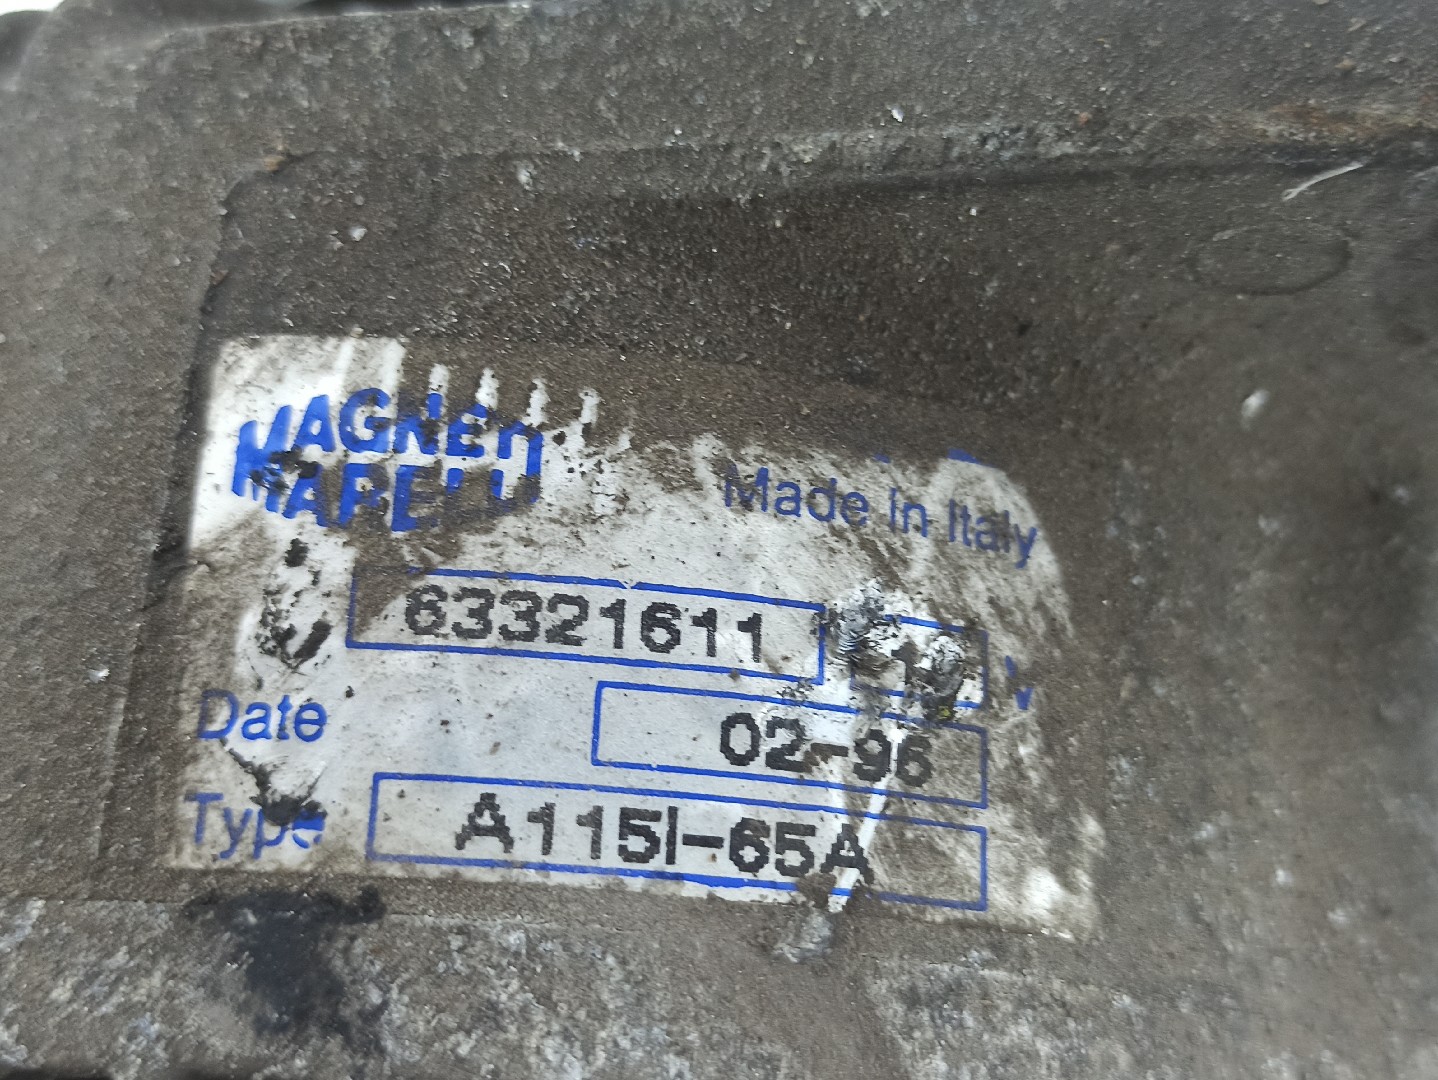 MAGNETI
MARELLI
Made in Italy
63321611
Date 02-96
Type A115I-65A